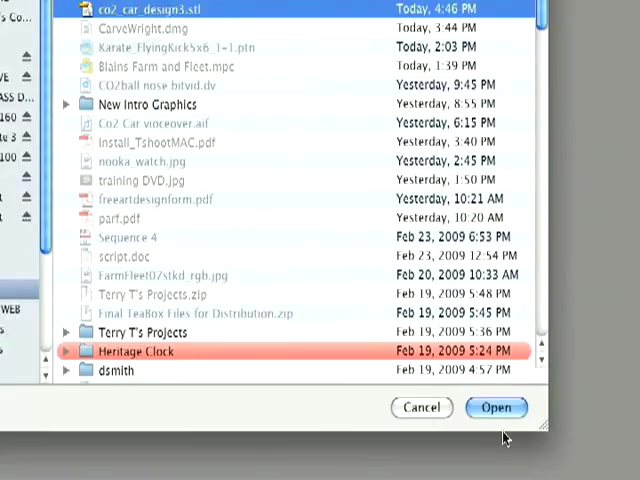 co2_car_design3.stl Today, 4:46 PM
CarveWright.dmg Today, 3:44 PM
Karate_FlyingKick5x6_1-1.ptn Today, 2:03 PM
Blains Farm and Fleet.mpc Today, 1:39 PM
's Co... CO2ball nose bitvid.dv Yesterday, 9:45 PM
VE New Intro Graphics Yesterday, 8:55 PM
ASS D... Co2 Car vioceover.aif Yesterday, 6:15 PM
160 Install_TshootMAC.pdf Yesterday, 3:40 PM
te 3 nooka_watch.jpg Yesterday, 2:45 PM
100 training DVD.jpg Yesterday, 1:50 PM
freeartdesignform.pdf Yesterday, 10:21 AM
parf.pdf Yesterday, 10:20 AM
Sequence 4 Feb 23, 2009 6:53 PM
script.doc Feb 23, 2009 12:54 PM
FarmFleet07stkd_rgb.jpg Feb 20, 2009 10:33 AM
Terry T's Projects.zip Feb 19, 2009 5:48 PM
WEB Final TeaBox Files for Distribution.zip Feb 19, 2009 5:45 PM
Terry T's Projects Feb 19, 2009 5:36 PM
Heritage Clock Feb 19, 2009 5:24 PM
dsmith Feb 19, 2009 4:57 PM
Cancel Open